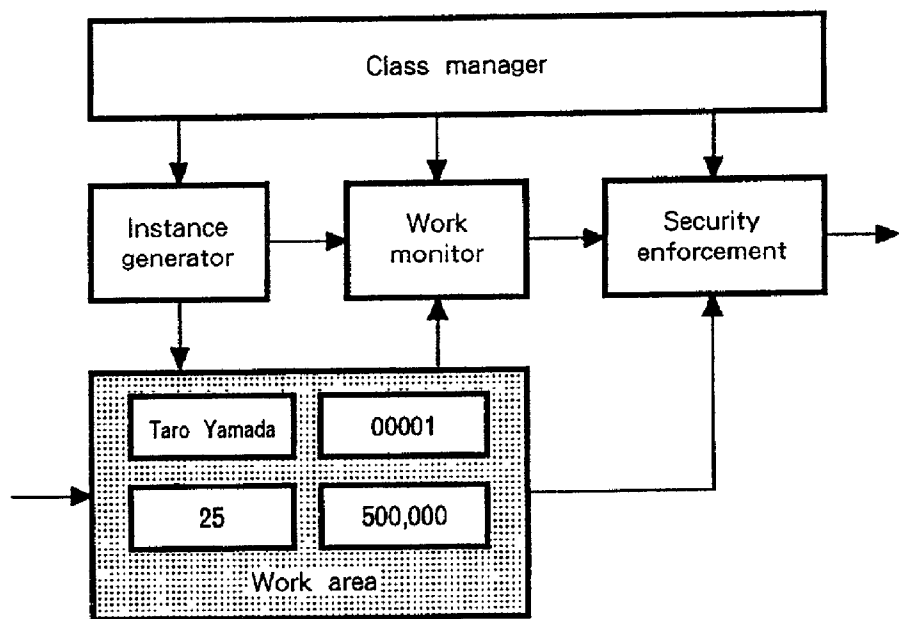 Class manager
Instance
generator
Work
monitor
Security
enforcement
Taro Yamada
00001
25
500,000
Work area